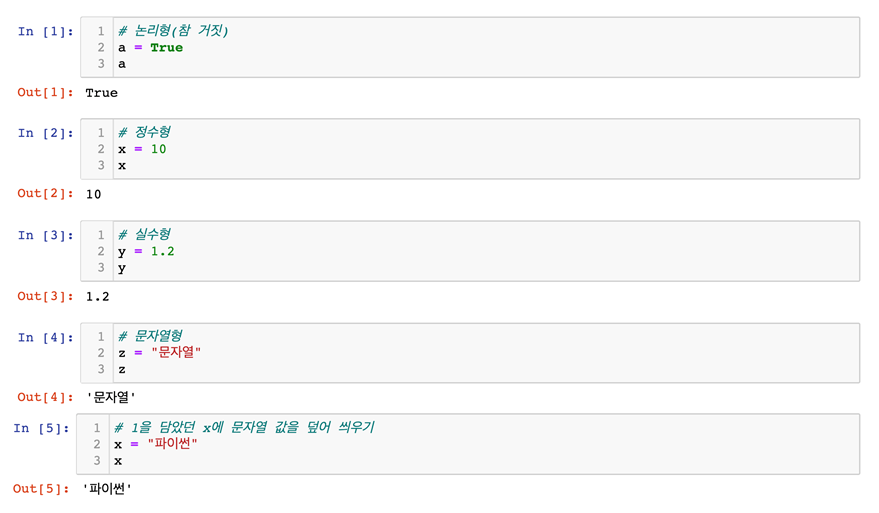 In [1]: 1 # 논리형(참 거짓)
2 a = True
3 a
Out[1]: True
In [2]: 1 # 정수형
2 x = 10
3 x
Out[2]: 10
In [3]: 1 # 실수형
2 y = 1.2
3 y
Out[3]: 1.2
In [4]: 1 # 문자열형
2 z = "문자열"
3 z
Out[4]: '문자열'
In [5]: 1 # 1을 담았던 x에 문자열 값을 덮어 씌우기
2 x = "파이썬"
3 x
Out[5]: '파이썬'